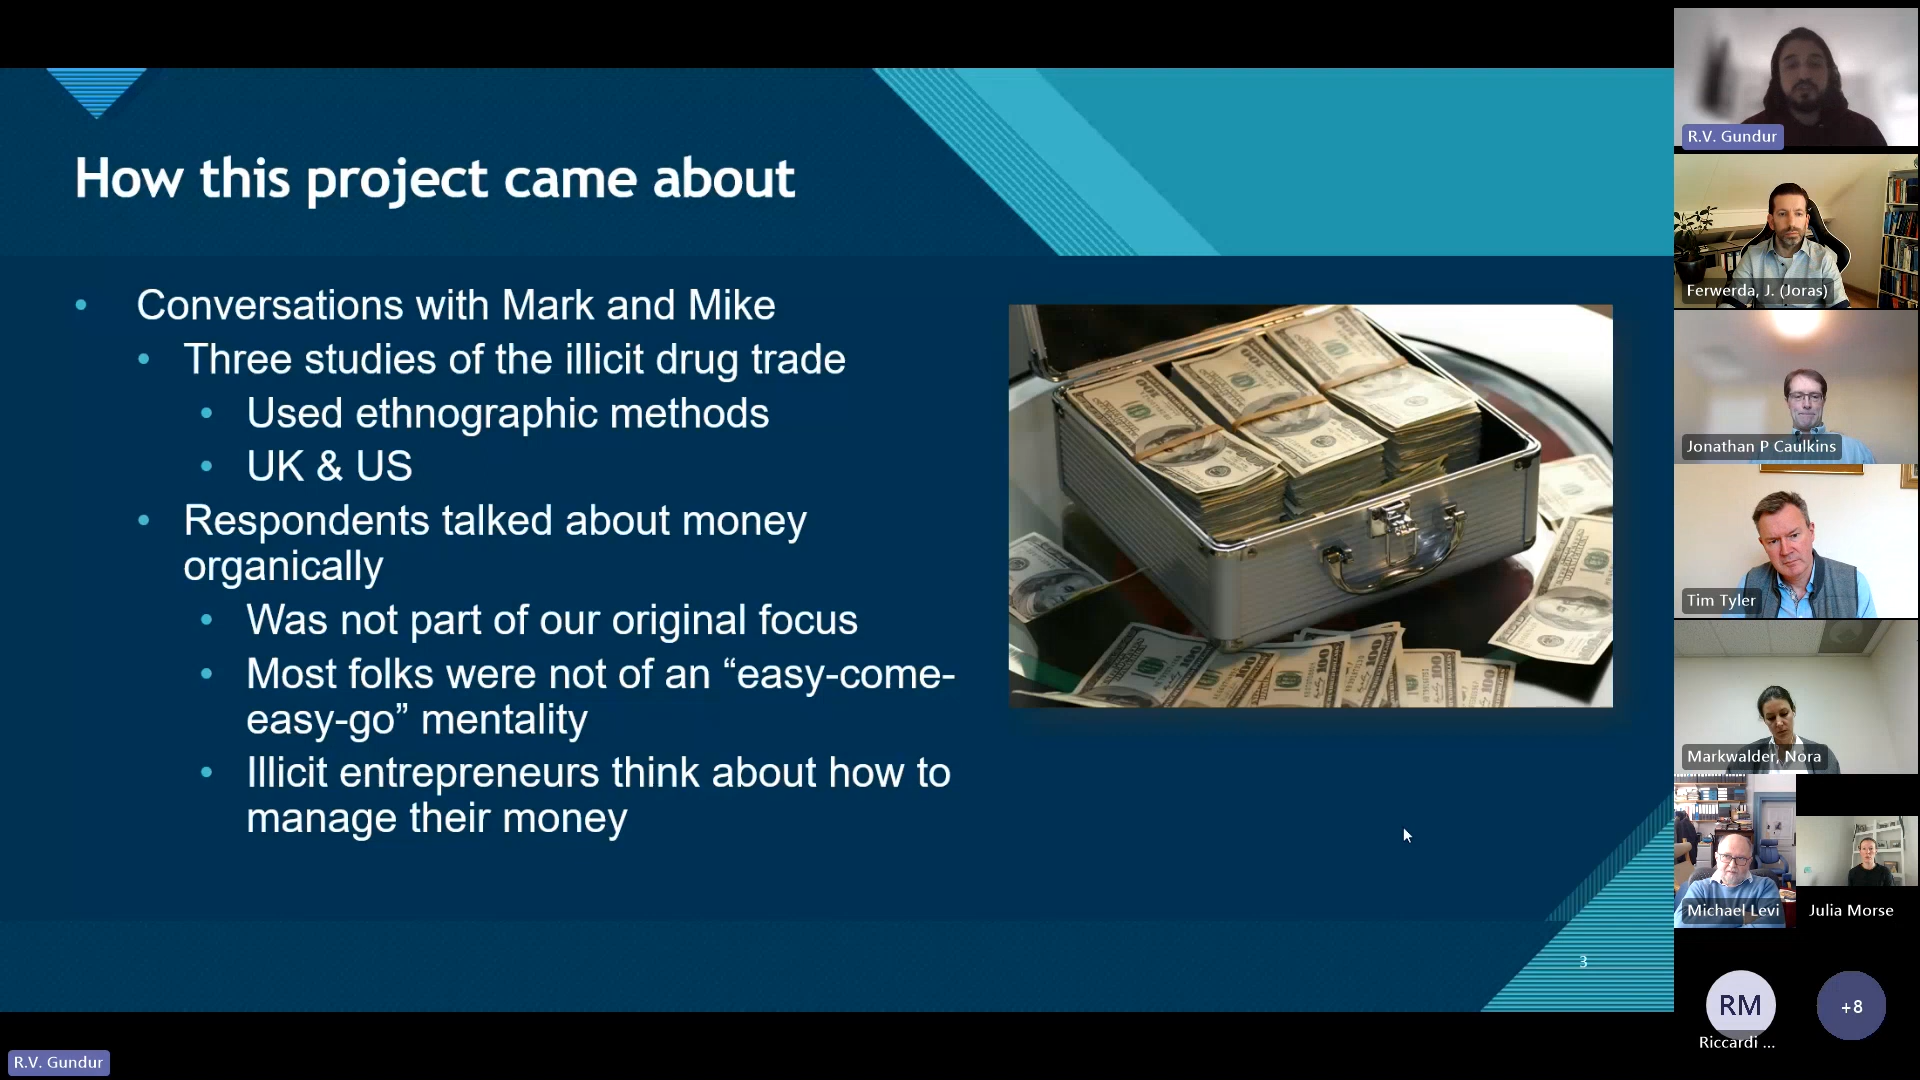 How this project came about
Conversations with Mark and Mike
Three studies of the illicit drug trade
Used ethnographic methods
UK & US
Respondents talked about money
organically
Was not part of our original focus
Most folks were not of an “easy-come-
easy-go” mentality
Illicit entrepreneurs think about how to
manage their money
3
R.V. Gundur
R.V. Gundur
Ferwerda, J. (Joras)
Jonathan P Caulkins
Tim Tyler
Markwalder, Nora
Michael Levi
Julia Morse
RM
Riccardi ...
+8